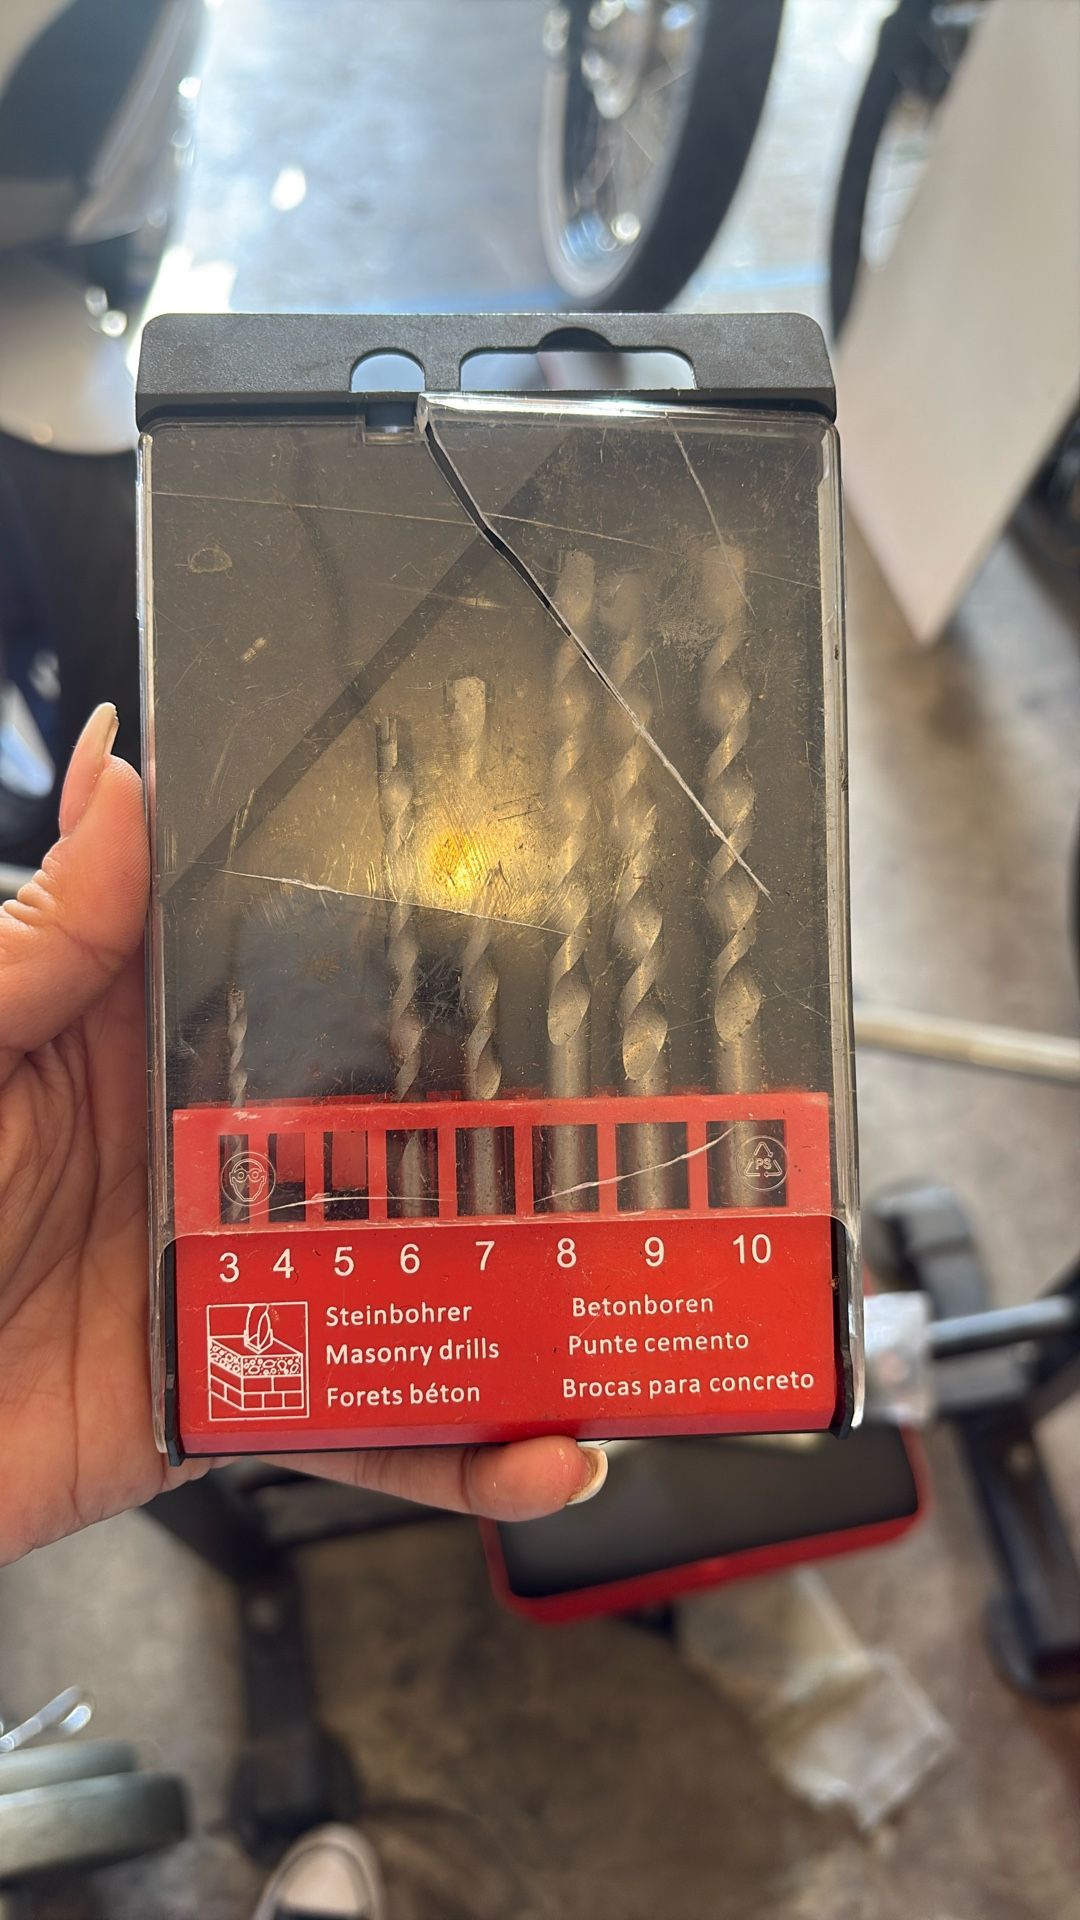 PS
3 4 5 6 7 8 9 10
Steinbohrer
Masonry drills
Forets béton
Betonboren
Punte cemento
Brocas para concreto